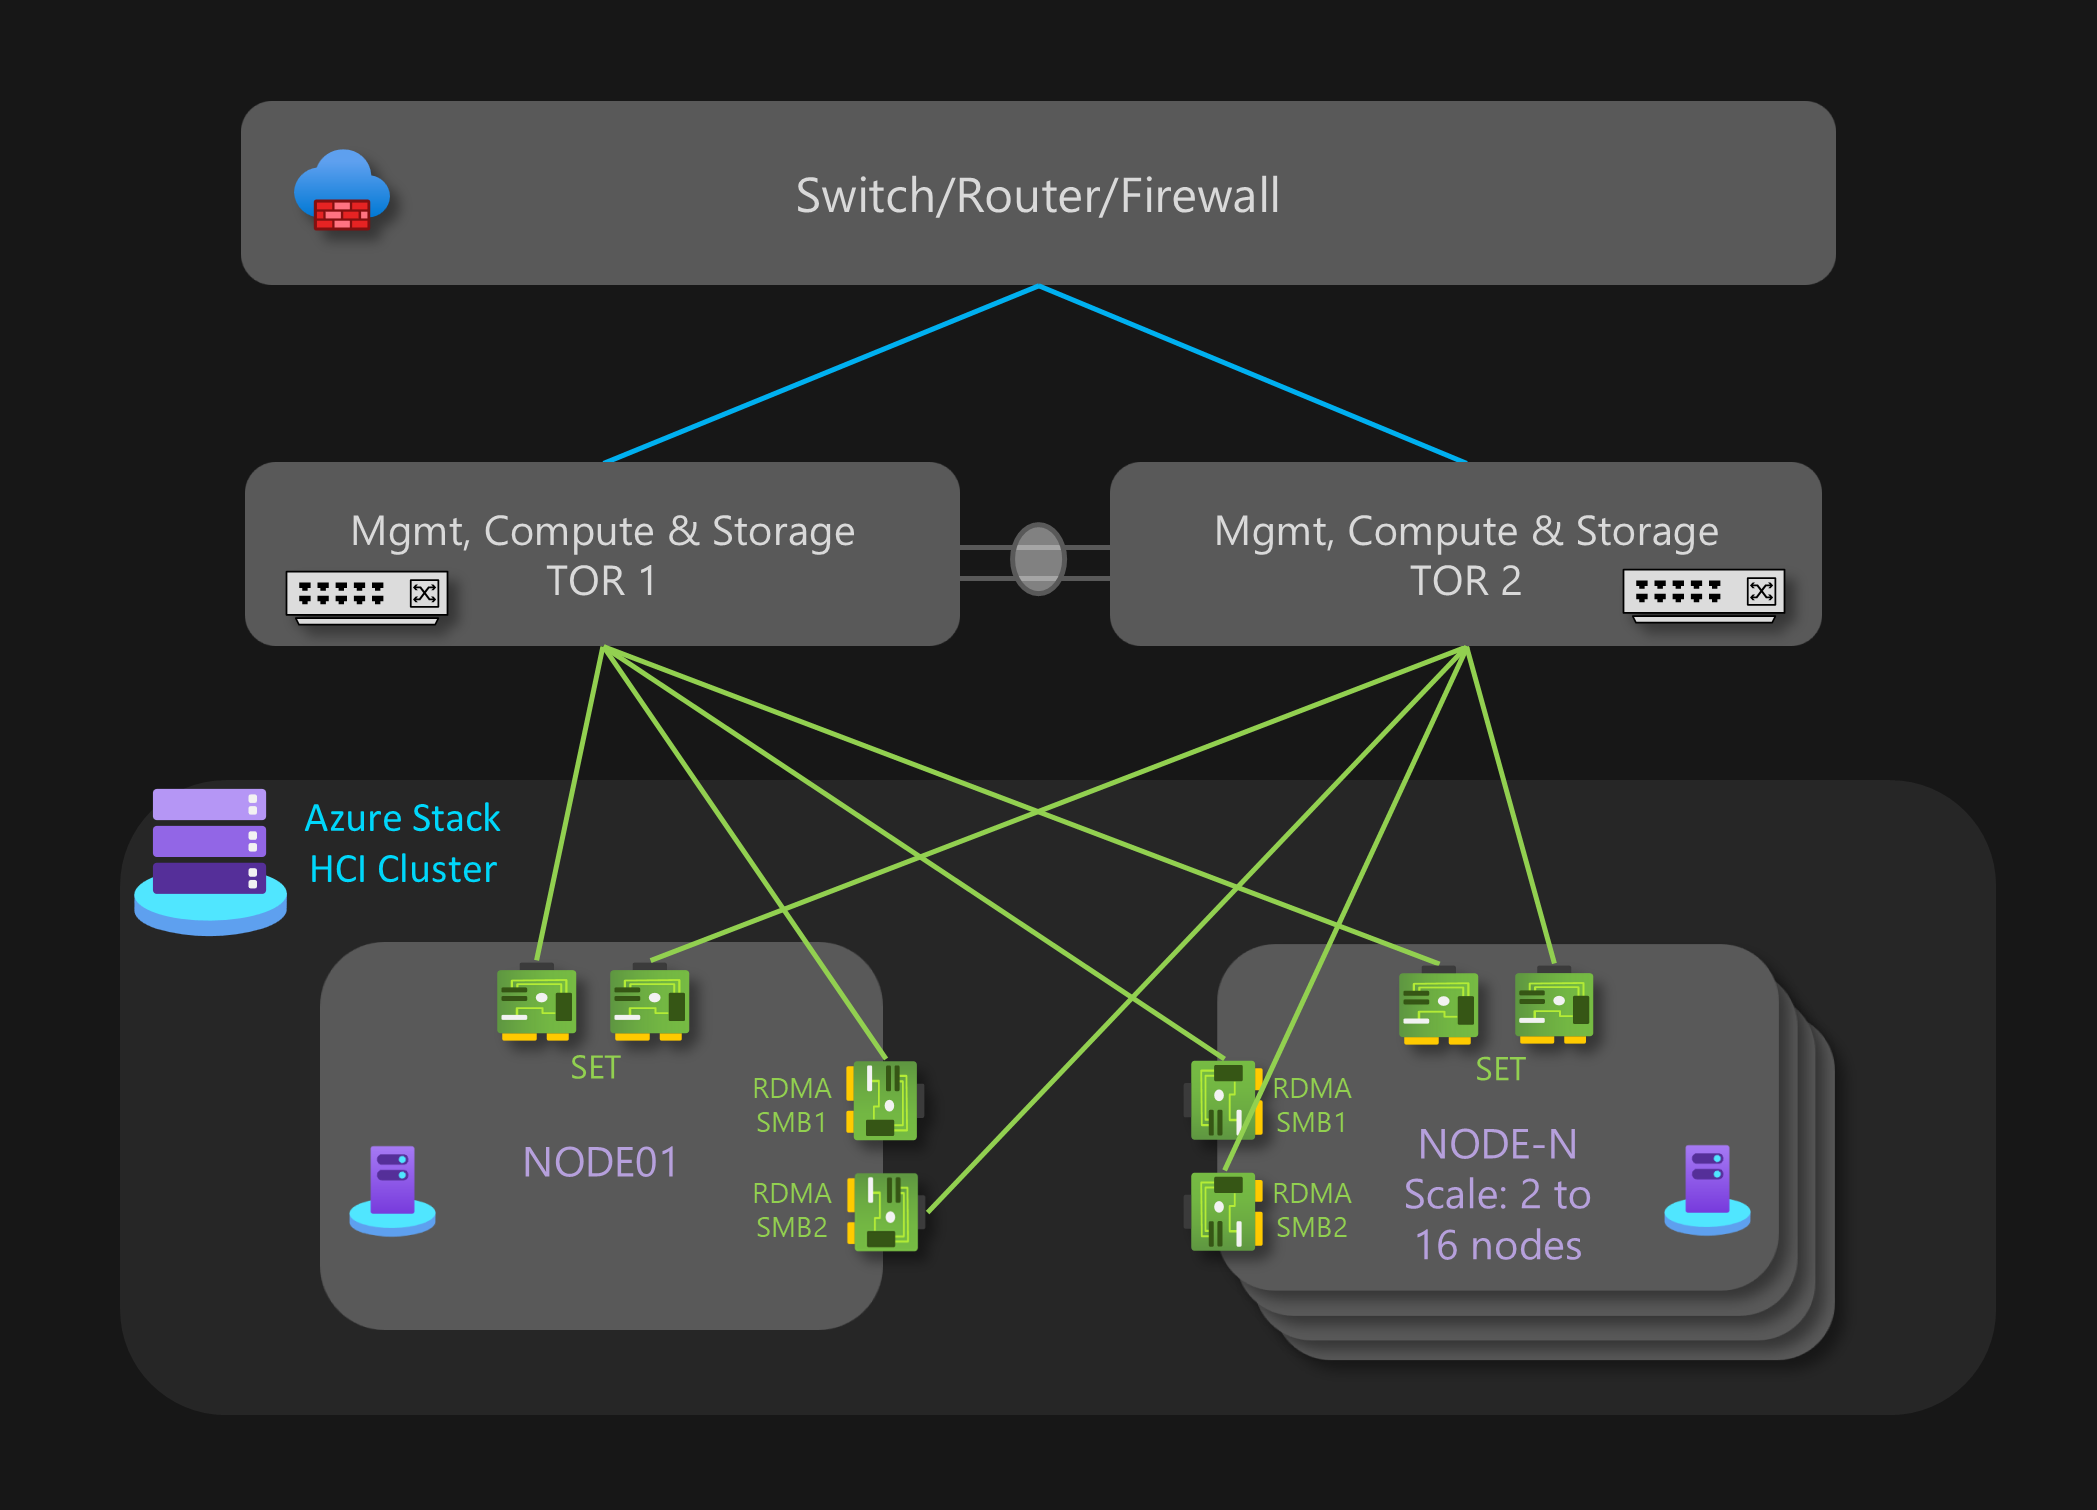 Switch/Router/Firewall
Mgmt, Compute & Storage
TOR 1
Mgmt, Compute & Storage
TOR 2
Azure Stack
HCI Cluster
SET
RDMA
SMB1
RDMA
SMB2
NODE01
RDMA
SMB1
RDMA
SMB2
SET
NODE-N
Scale: 2 to
16 nodes